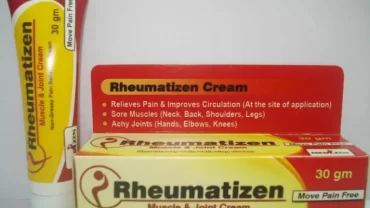 30 gm
Move Pain Free
Rheumatizen
Muscle & Joint Cream
Rheumatizen Cream
Relieves Pain & Improves Circulation (At the site of application)
Sore Muscles (Neck, Back, Shoulders, Legs)
Achy Joints (Hands, Elbows, Knees)
30 gm
Rheumatizen
Move Pain Free
Muscle & Joint Cream